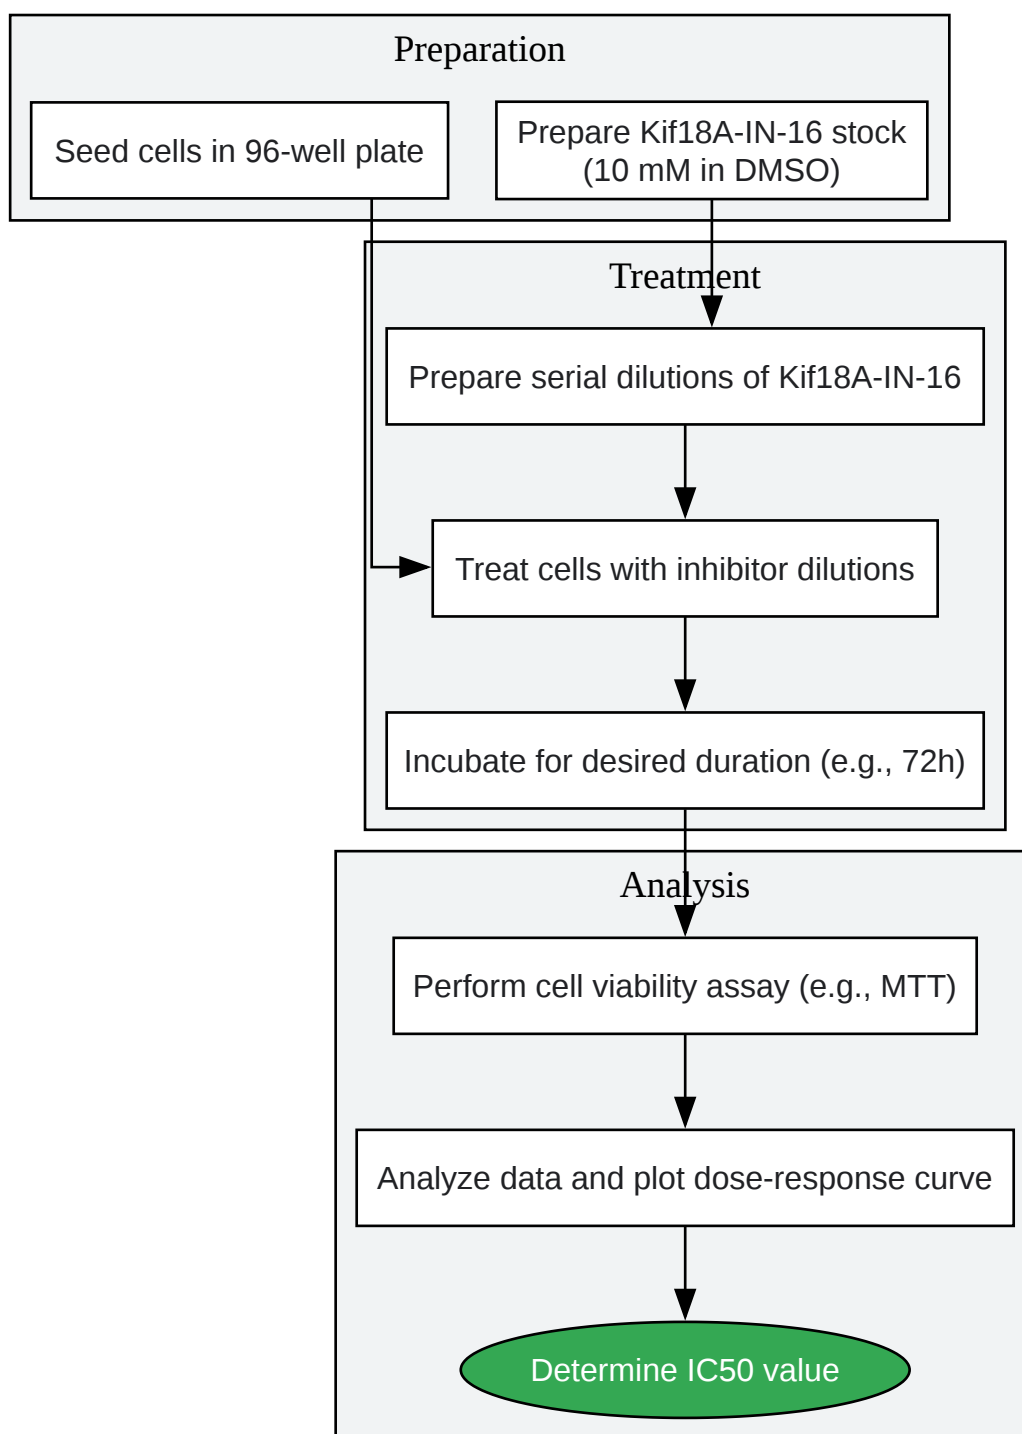 Preparation
Seed cells in 96-well plate
Prepare Kif18A-IN-16 stock
(10 mM in DMSO)
Treatment
Prepare serial dilutions of Kif18A-IN-16
Treat cells with inhibitor dilutions
Incubate for desired duration (e.g., 72h)
Analysis
Perform cell viability assay (e.g., MTT)
Analyze data and plot dose-response curve
Determine IC50 value